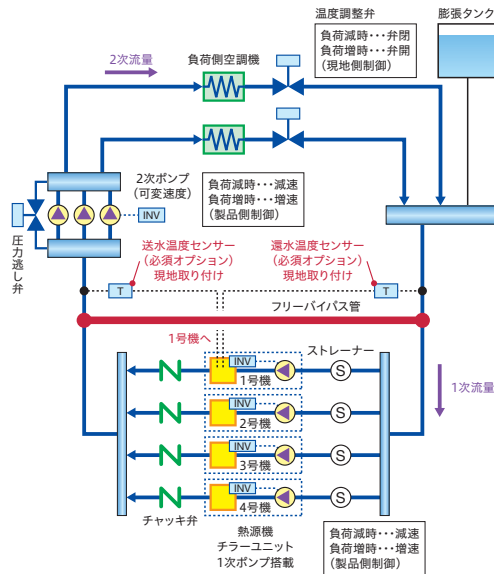 温度調整弁
負荷減時･･･弁閉
負荷増時･･･弁開
(現地側制御)
膨張タンク
2次流量
負荷側空調機
2次ポンプ
(可変速度)
負荷減時･･･減速
負荷増時･･･増速
(製品側制御)
INV
圧力逃し弁
送水温度センサー
(必須オプション)
現地取り付け
還水温度センサー
(必須オプション)
現地取り付け
T
T
フリーバイパス管
1号機へ
ストレーナー
INV
1号機
S
1次流量
INV
2号機
S
INV
3号機
S
INV
4号機
S
チャッキ弁
熱源機
チラーユニット
1次ポンプ搭載
負荷減時･･･減速
負荷増時･･･増速
(製品側制御)